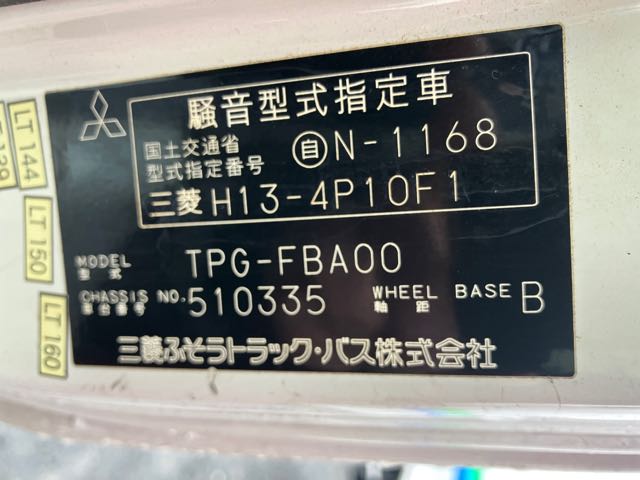 騒音型式指定車
国土交通省
型式指定番号 自N-1168
三菱H13-4P10F1
MODEL
型式 TPG-FBA00
CHASSIS NO.
車台番号 510335 WHEEL BASE
軸距 B
三菱ふそうトラック・バス株式会社
LT 144
LT 150
LT 160